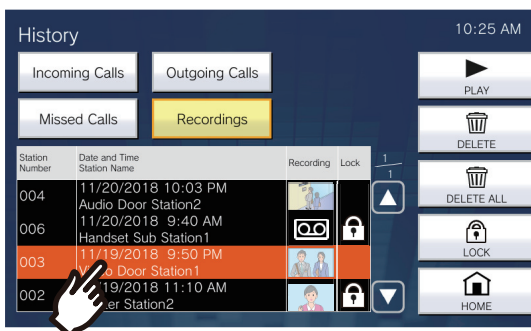 History
10:25 AM
Incoming Calls
Outgoing Calls
Missed Calls
Recordings
PLAY
DELETE
DELETE ALL
LOCK
HOME
Station Number
Date and Time
Station Name
Recording
Lock
1
1
004
11/20/2018 10:03 PM
Audio Door Station2
006
11/20/2018 9:40 AM
Handset Sub Station1
003
11/19/2018 9:50 PM
Door Station1
002
/19/2018 11:10 AM
Station2